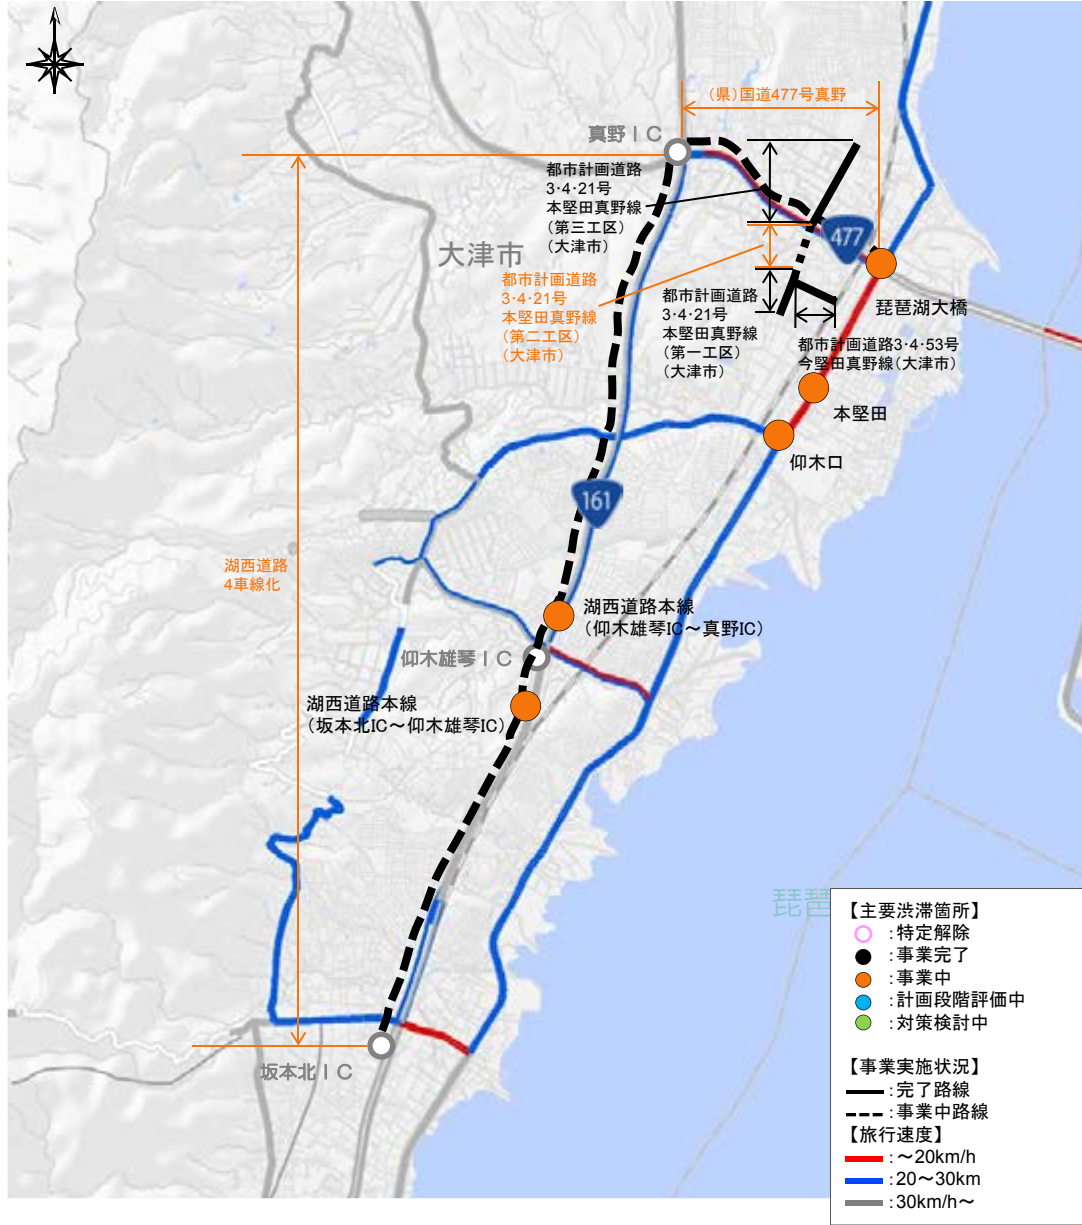 (県)国道477号真野
真野IC
都市計画道路
3・4・21号
本堅田真野線
(第三工区)
(大津市)
477
大津市
都市計画道路
3・4・21号
本堅田真野線
(第二工区)
(大津市)
都市計画道路
3・4・21号
本堅田真野線
(第一工区)
(大津市)
琵琶湖大橋
都市計画道路3・4・53号
今堅田真野線(大津市)
本堅田
仰木口
161
湖西道路
4車線化
湖西道路本線
(仰木雄琴IC～真野IC)
仰木雄琴IC
湖西道路本線
(坂本北IC～仰木雄琴IC)
坂本北IC
琵琶
【主要渋滞箇所】
:特定解除
:事業完了
:事業中
:計画段階評価中
:対策検討中
【事業実施状況】
:完了路線
:事業中路線
【旅行速度】
:～20km/h
:20～30km
:30km/h～